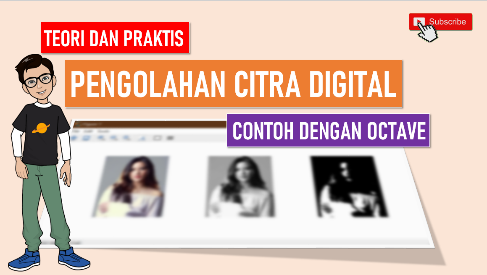 Subscribe
TEORI DAN PRAKTIS
PENGOLAHAN CITRA DIGITAL
CONTOH DENGAN OCTAVE